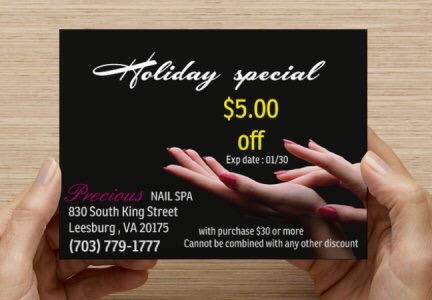 Holiday special
$5.00
off
Exp date : 01/30
Precious NAIL SPA
830 South King Street
Leesburg , VA 20175
(703) 779-1777
with purchase $30 or more
Cannot be combined with any other discount